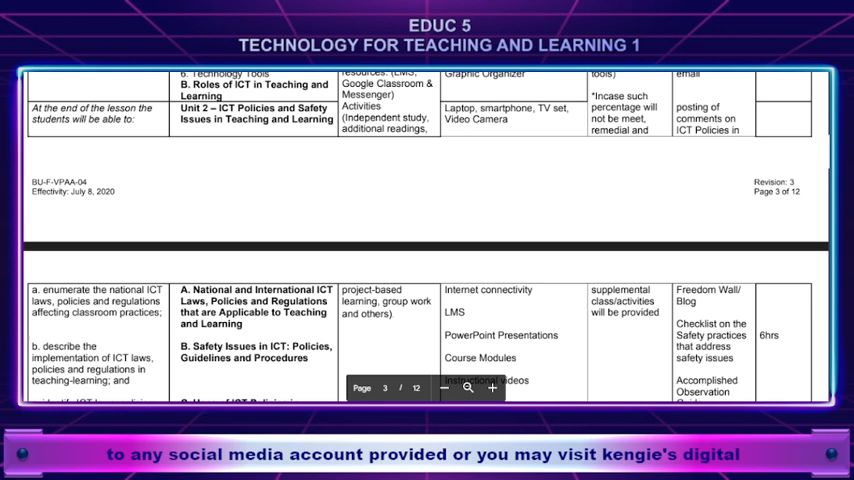 EDUC 5
TECHNOLOGY FOR TEACHING AND LEARNING 1
6. Technology Tools
B. Roles of ICT in Teaching and
Learning
resources: (LMS,
Google Classroom &
Messenger)
Graphic Organizer
tools)
*Incase such
percentage will
not be meet,
remedial and
email
posting of
comments on
ICT Policies in
At the end of the lesson the
students will be able to:
Unit 2 – ICT Policies and Safety
Issues in Teaching and Learning
Activities
(Independent study,
additional readings,
Laptop, smartphone, TV set,
Video Camera
BU-F-VPAA-04
Effectivity: July 8, 2020
Revision: 3
Page 3 of 12
a. enumerate the national ICT
laws, policies and regulations
affecting classroom practices;
b. describe the
implementation of ICT laws,
policies and regulations in
teaching-learning; and
A. National and International ICT
Laws, Policies and Regulations
that are Applicable to Teaching
and Learning
B. Safety Issues in ICT: Policies,
Guidelines and Procedures
project-based
learning, group work
and others).
Internet connectivity
LMS
PowerPoint Presentations
Course Modules
Instructional videos
supplemental
class/activities
will be provided
Freedom Wall/
Blog
Checklist on the
Safety practices
that address
safety issues
Accomplished
Observation
6hrs
Page 3 / 12
to any social media account provided or you may visit kengie's digital